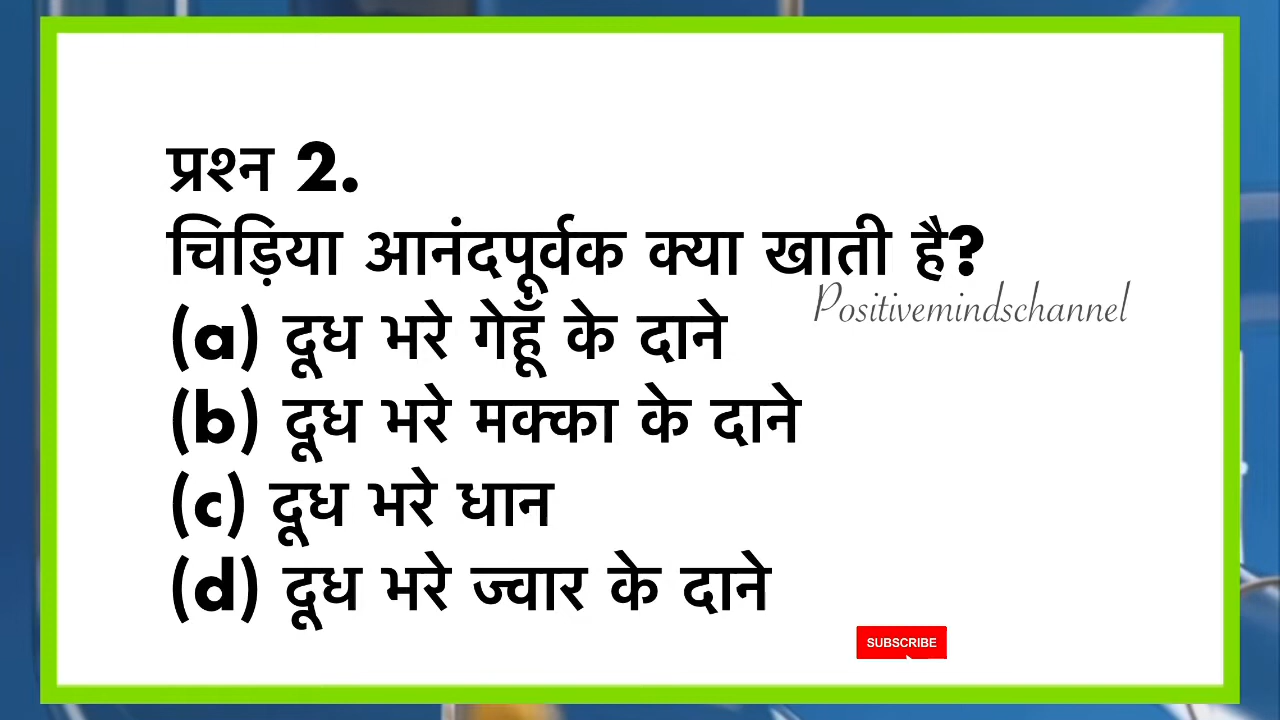 प्रश्न 2.
चिड़िया आनंदपूर्वक क्या खाती है?
Positivemindschannel
(a) दूध भरे गेहूँ के दाने
(b) दूध भरे मक्का के दाने
(c) दूध भरे धान
(d) दूध भरे ज्वार के दाने
SUBSCRIBE